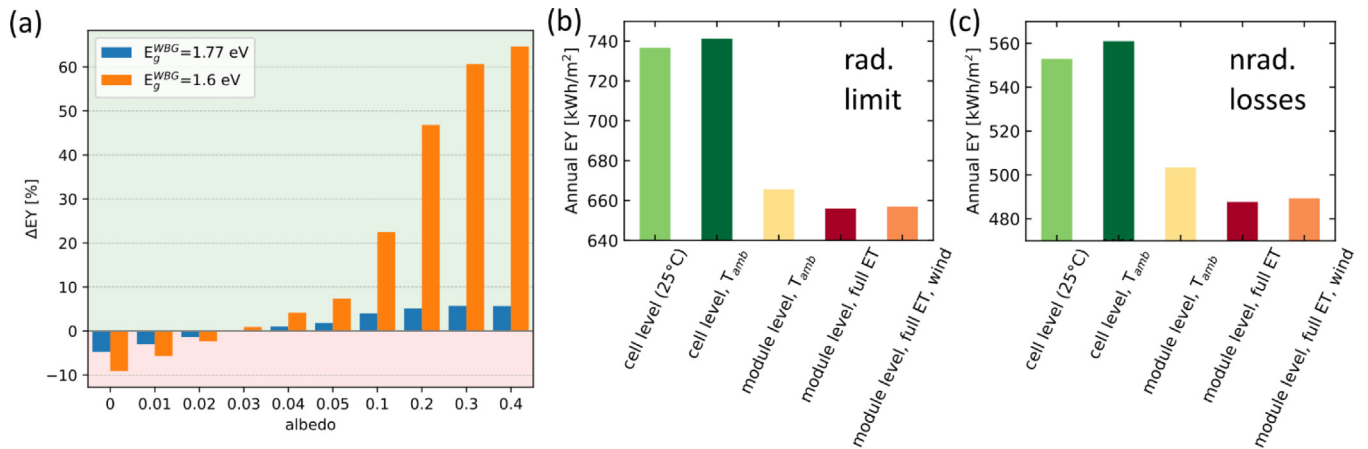 (a)
E_g^WBG=1.77 eV
E_g^WBG=1.6 eV
ΔEY [%]
60
50
40
30
20
10
0
−10
0 0.01 0.02 0.03 0.04 0.05 0.1 0.2 0.3 0.4
albedo
(b)
Annual EY [kWh/m²]
740
720
700
680
660
640
rad.
limit
cell level (25°C)
cell level, T_amb
module level, T_amb
module level, full ET
module level, full ET, wind
(c)
Annual EY [kWh/m²]
560
540
520
500
480
nrad.
losses
cell level (25°C)
cell level, T_amb
module level, T_amb
module level, full ET
module level, full ET, wind